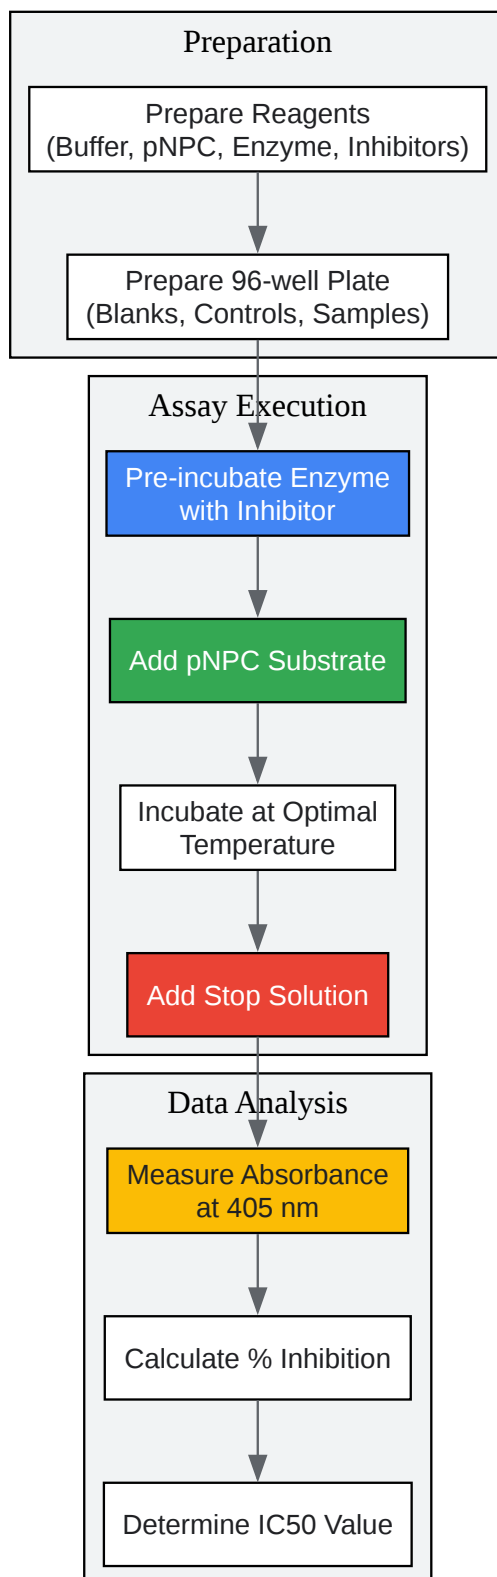 Preparation
Prepare Reagents
(Buffer, pNPC, Enzyme, Inhibitors)
Prepare 96-well Plate
(Blanks, Controls, Samples)
Assay Execution
Pre-incubate Enzyme
with Inhibitor
Add pNPC Substrate
Incubate at Optimal
Temperature
Add Stop Solution
Data Analysis
Measure Absorbance
at 405 nm
Calculate % Inhibition
Determine IC50 Value